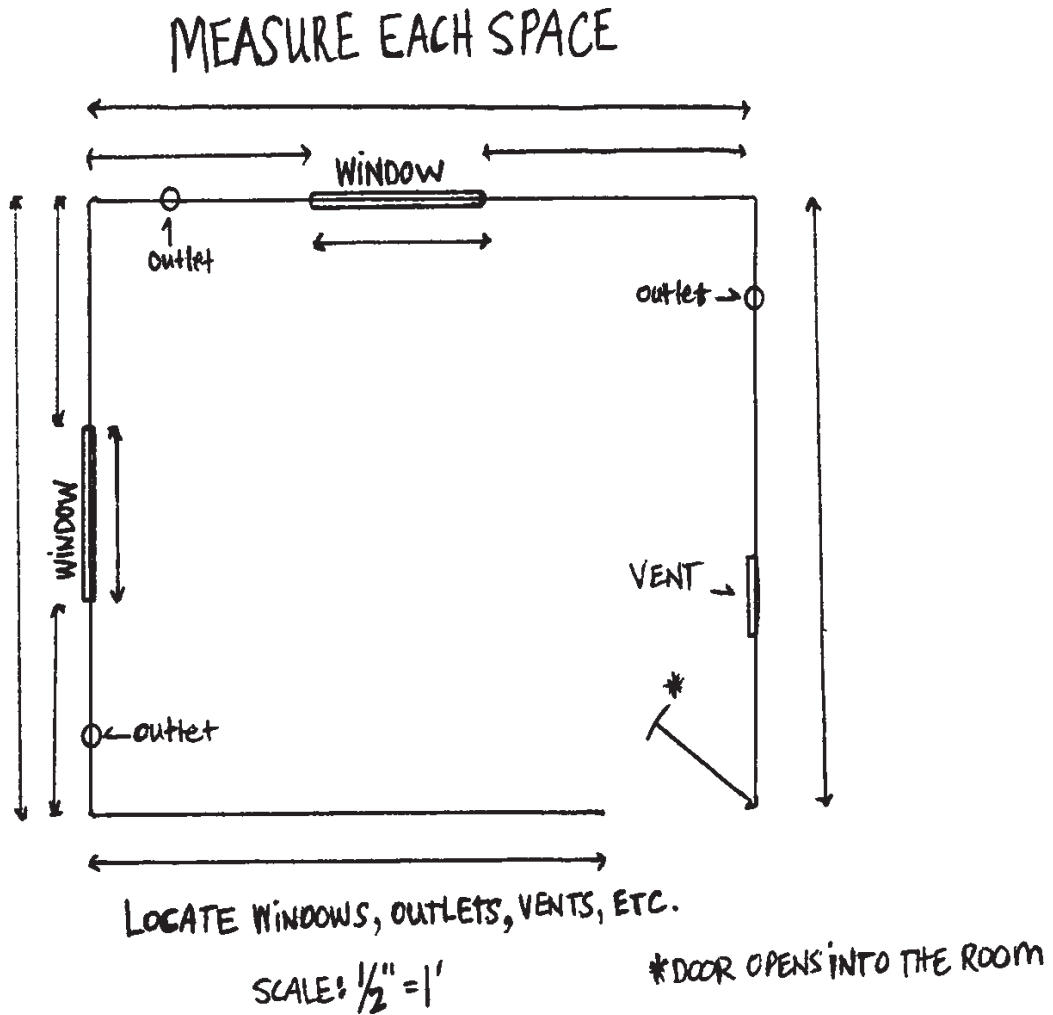 MEASURE EACH SPACE
WINDOW
outlet
outlet
WINDOW
VENT
*
outlet
LOCATE WINDOWS, OUTLETS, VENTS, ETC.
*DOOR OPENS INTO THE ROOM
SCALE: 1/2" = 1'